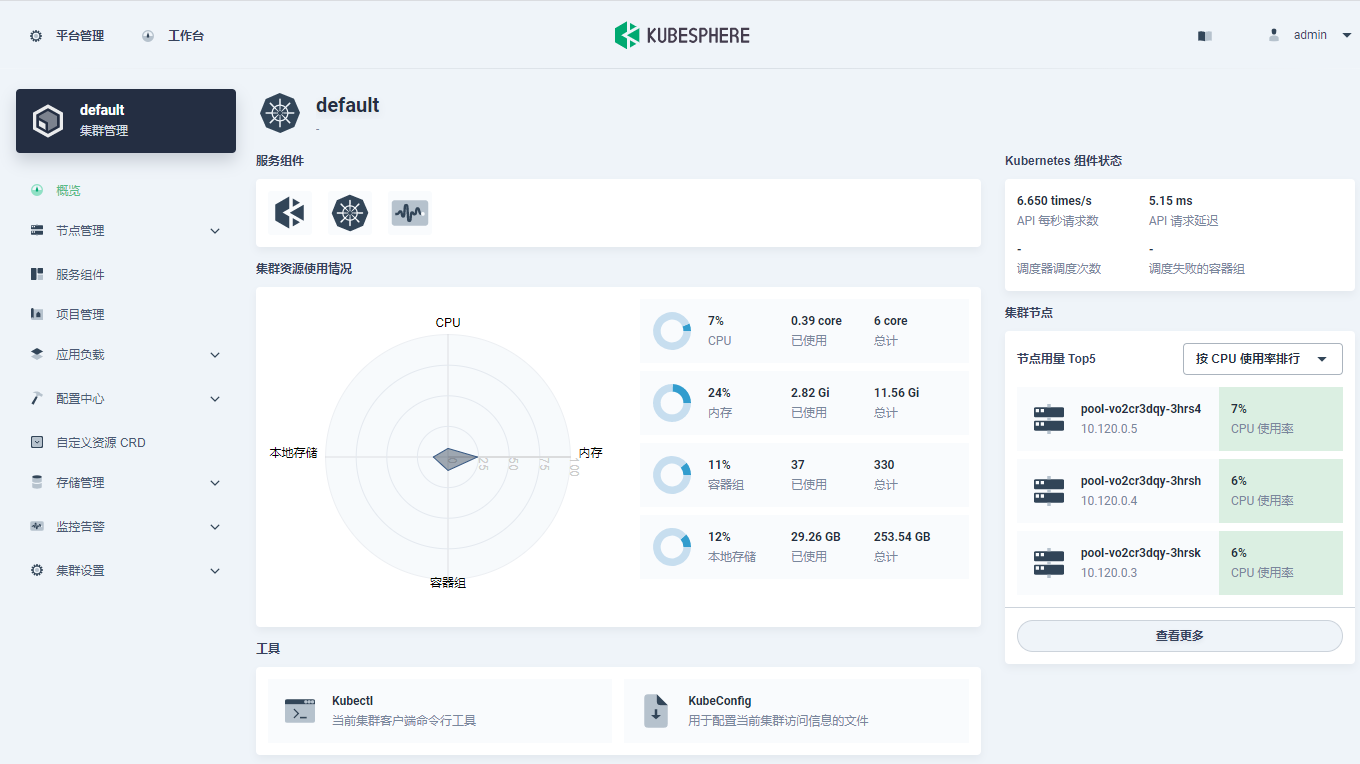 平台管理
工作台
KUBESPHERE
admin
default
集群管理
概览
节点管理
服务组件
项目管理
应用负载
配置中心
自定义资源 CRD
存储管理
监控告警
集群设置
default
-
服务组件
集群资源使用情况
CPU
内存
容器组
本地存储
0
25
50
75
100
7%
CPU
0.39 core
已使用
6 core
总计
24%
内存
2.82 Gi
已使用
11.56 Gi
总计
11%
容器组
37
已使用
330
总计
12%
本地存储
29.26 GB
已使用
253.54 GB
总计
工具
Kubectl
当前集群客户端命令行工具
KubeConfig
用于配置当前集群访问信息的文件
Kubernetes 组件状态
6.650 times/s
API 每秒请求数
5.15 ms
API 请求延迟
-
调度器调度次数
-
调度失败的容器组
集群节点
节点用量 Top5
按 CPU 使用率排行
pool-vo2cr3dqy-3hrs4
10.120.0.5
7%
CPU 使用率
pool-vo2cr3dqy-3hrsh
10.120.0.4
6%
CPU 使用率
pool-vo2cr3dqy-3hrsk
10.120.0.3
6%
CPU 使用率
查看更多